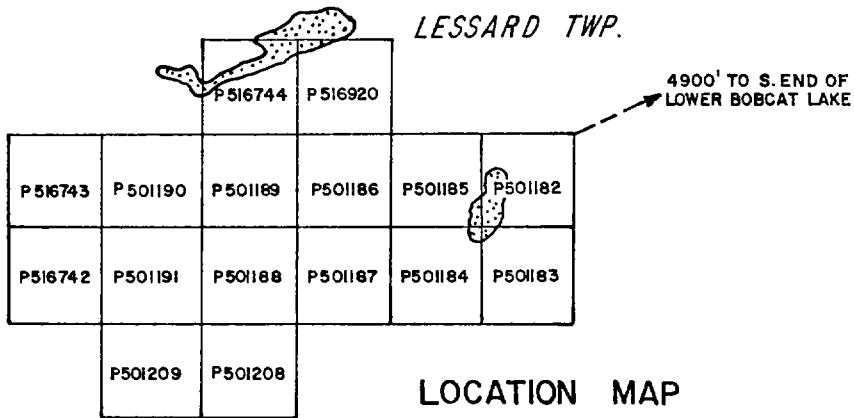 LESSARD TWP.
4900' TO S. END OF
LOWER BOBCAT LAKE
P516744 P516920
P516743 P501190 P501189 P501186 P501185 P501182
P516742 P501191 P501188 P501187 P501184 P501183
P501209 P501208
LOCATION MAP